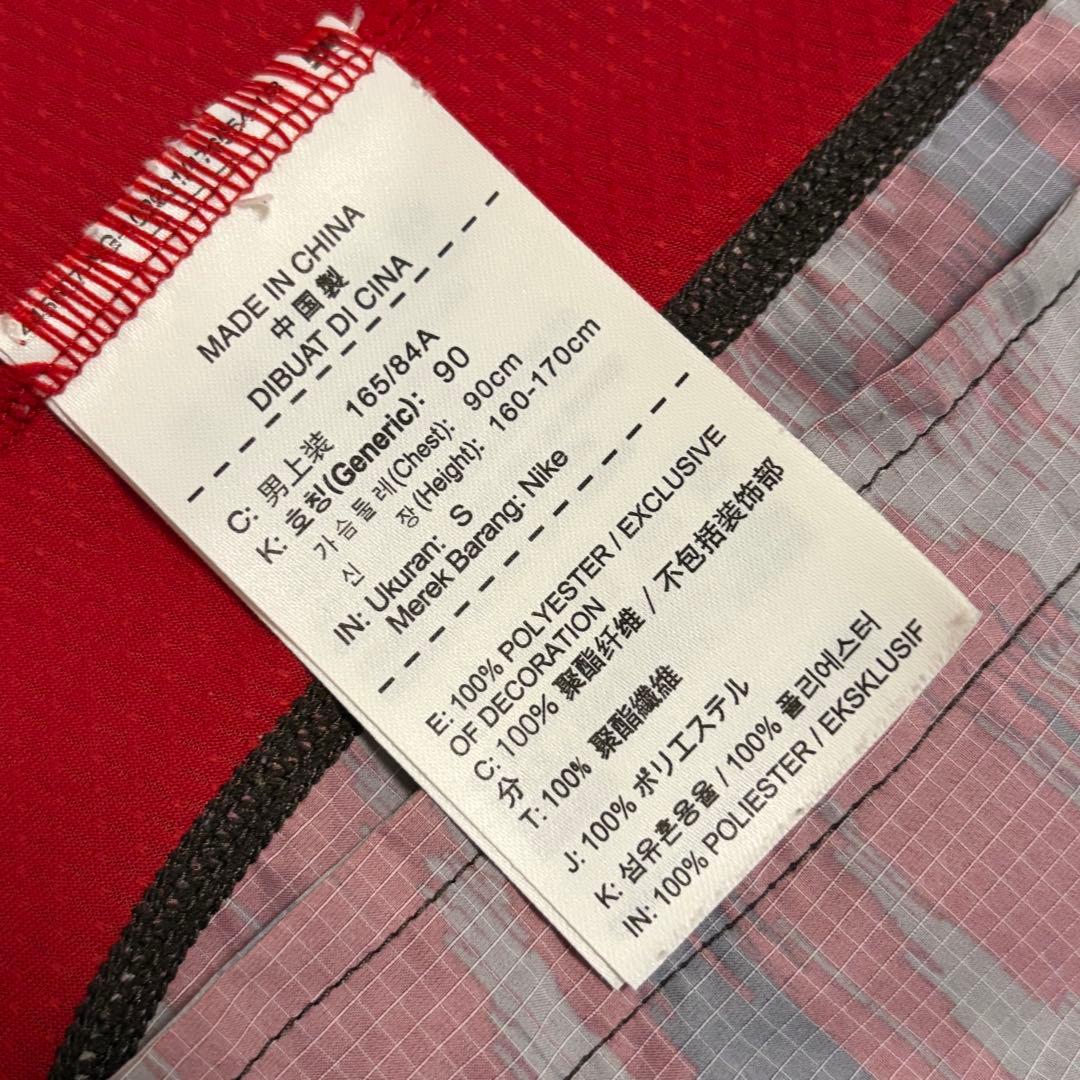 MADE IN CHINA
中国製
DIBUAT DI CINA
C: 男上装 165/84A
K: 호칭(Generic): 90
가슴둘레(Chest): 90cm
신 장(Height): 160-170cm
IN: Ukuran: S
Merek Barang: Nike
E: 100% POLYESTER / EXCLUSIVE
OF DECORATION
C: 100% 聚酯纤维 / 不包括装饰部
分
T: 100% 聚酯纖維
J: 100% ポリエステル
K: 섬유혼용율 / 100% 폴리에스터
IN: 100% POLIESTER / EKSKLUSIF